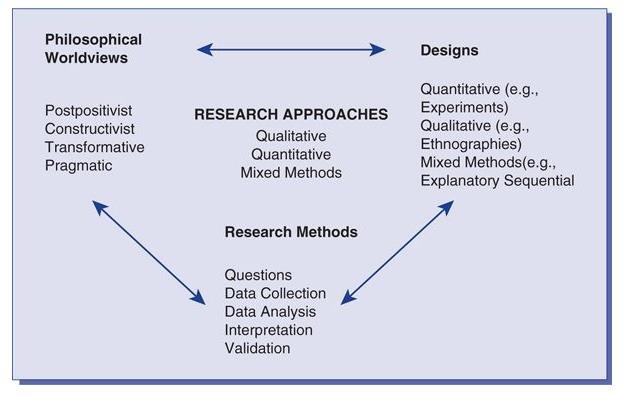 Philosophical
Worldviews
Designs
Postpositivist
Constructivist
Transformative
Pragmatic
RESEARCH APPROACHES
Qualitative
Quantitative
Mixed Methods
Quantitative (e.g.,
Experiments)
Qualitative (e.g.,
Ethnographies)
Mixed Methods(e.g.,
Explanatory Sequential
Research Methods
Questions
Data Collection
Data Analysis
Interpretation
Validation